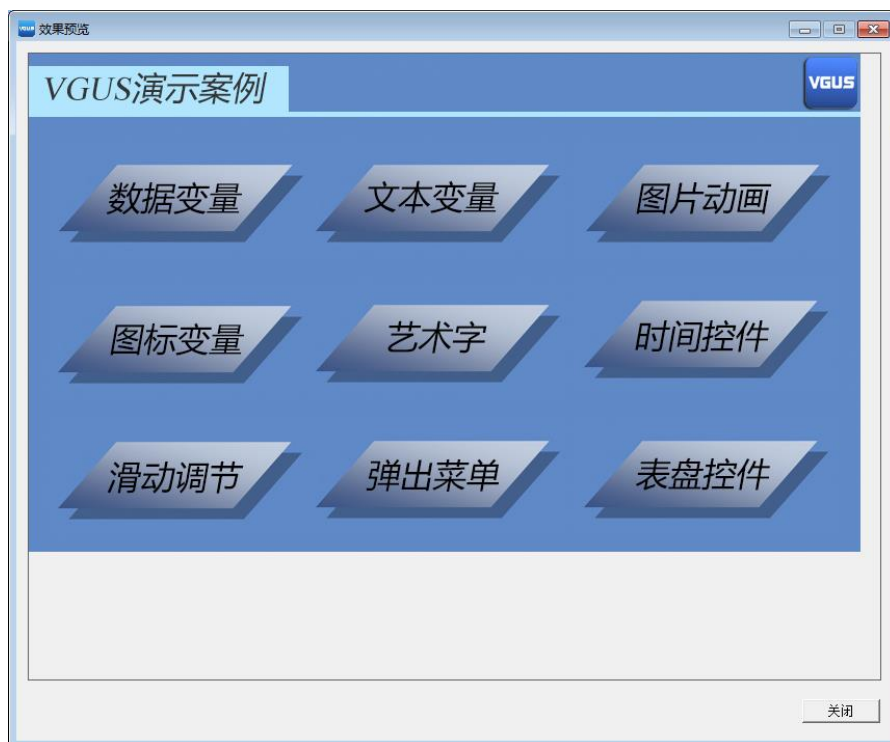 VGUS 效果预览
VGUS演示案例
VGUS
数据变量 文本变量 图片动画
图标变量 艺术字 时间控件
滑动调节 弹出菜单 表盘控件
关闭